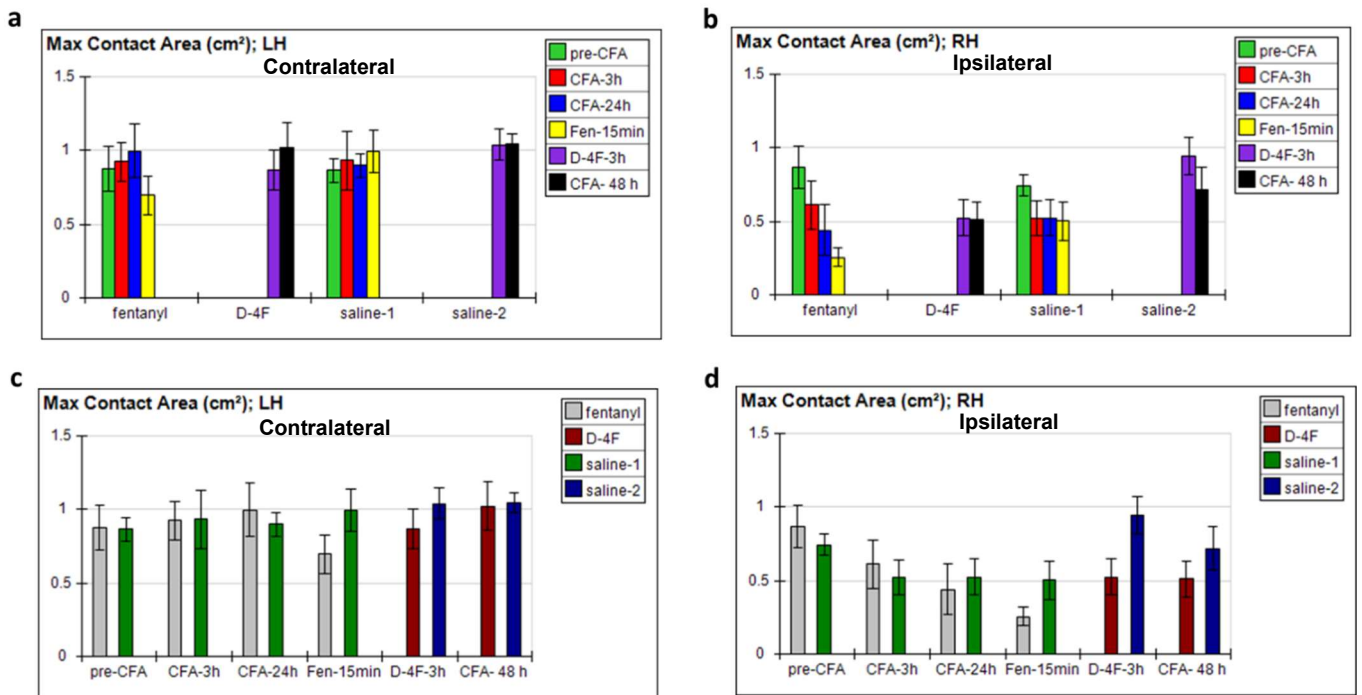 a
Max Contact Area (cm²); LH
Contralateral
pre-CFA
CFA-3h
CFA-24h
Fen-15min
D-4F-3h
CFA- 48 h
1.5
1
0.5
0
fentanyl D-4F saline-1 saline-2
b
Max Contact Area (cm²); RH
Ipsilateral
pre-CFA
CFA-3h
CFA-24h
Fen-15min
D-4F-3h
CFA- 48 h
1.5
1
0.5
0
fentanyl D-4F saline-1 saline-2
c
Max Contact Area (cm²); LH
Contralateral
fentanyl
D-4F
saline-1
saline-2
1.5
1
0.5
0
pre-CFA CFA-3h CFA-24h Fen-15min D-4F-3h CFA- 48 h
d
Max Contact Area (cm²); RH
Ipsilateral
fentanyl
D-4F
saline-1
saline-2
1.5
1
0.5
0
pre-CFA CFA-3h CFA-24h Fen-15min D-4F-3h CFA- 48 h